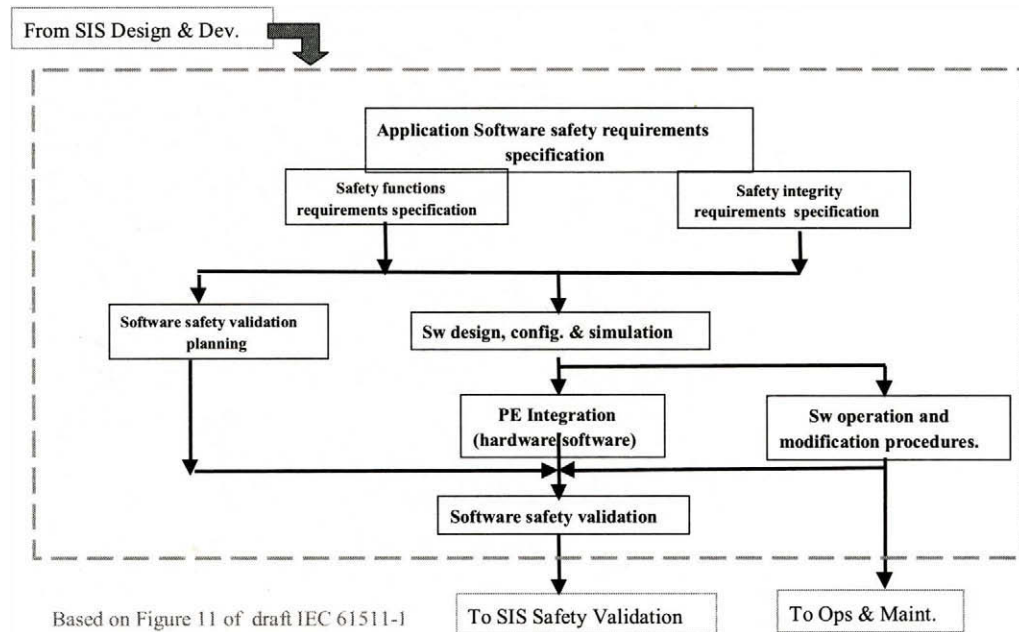 From SIS Design & Dev.
Application Software safety requirements
specification
Safety functions
requirements specification
Safety integrity
requirements specification
Software safety validation
planning
Sw design, config. & simulation
PE Integration
(hardware software)
Sw operation and
modification procedures.
Software safety validation
Based on Figure 11 of draft IEC 61511-1
To SIS Safety Validation
To Ops & Maint.